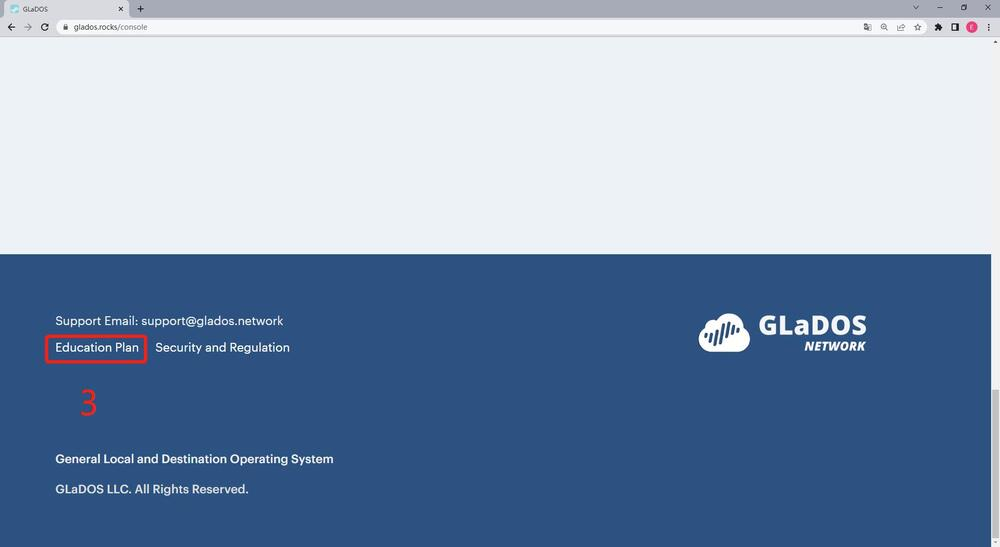 GLaDOS
glados.rocks/console
E
Support Email: support@glados.network
Education Plan Security and Regulation
GLaDOS
NETWORK
3
General Local and Destination Operating System
GLaDOS LLC. All Rights Reserved.